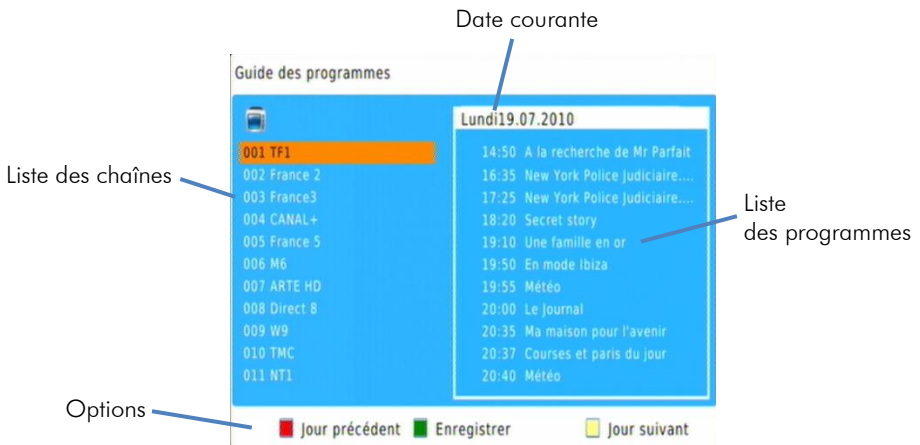 Date courante
Guide des programmes
Lundi19.07.2010
Liste des chaînes
001 TF1
002 France 2
003 France3
004 CANAL+
005 France 5
006 M6
007 ARTE HD
008 Direct 8
009 W9
010 TMC
011 NT1
14:50 A la recherche de Mr Parfait
16:35 New York Police Judiciaire....
17:25 New York Police Judiciaire....
18:20 Secret story
19:10 Une famille en or
19:50 En mode Ibiza
19:55 Météo
20:00 Le Journal
20:35 Ma maison pour l'avenir
20:37 Courses et paris du jour
20:40 Météo
Liste
des programmes
Options
Jour précédent Enregistrer Jour suivant